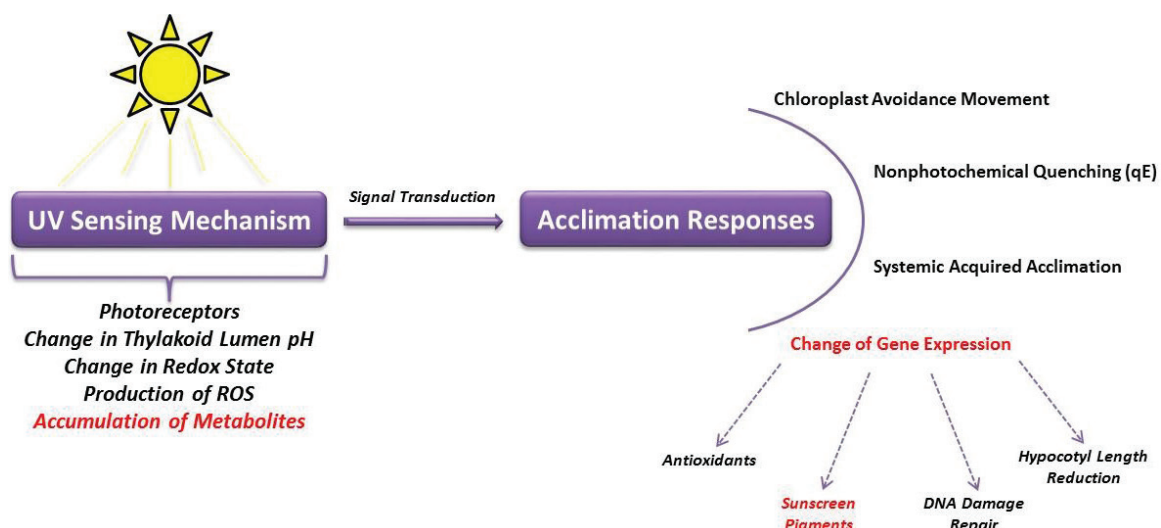 Chloroplast Avoidance Movement
Signal Transduction
Nonphotochemical Quenching (qE)
UV Sensing Mechanism
Acclimation Responses
Systemic Acquired Acclimation
Photoreceptors
Change in Thylakoid Lumen pH
Change in Redox State
Production of ROS
Accumulation of Metabolites
Change of Gene Expression
Antioxidants
Hypocotyl Length
Reduction
Sunscreen
Pigments
DNA Damage
Repair